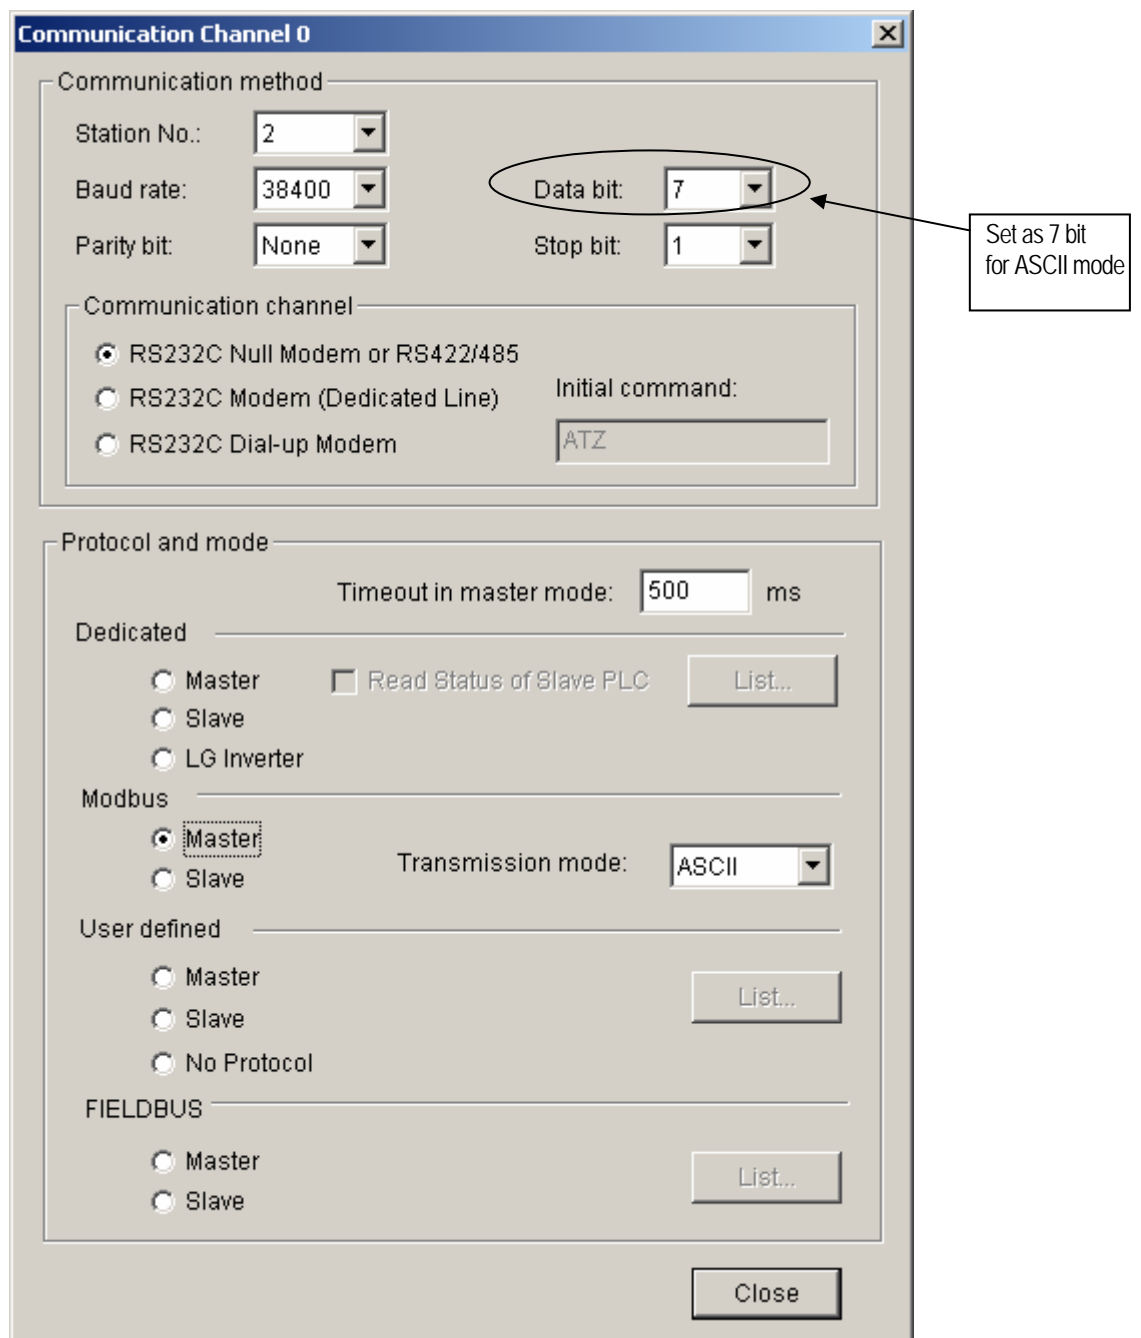 Communication Channel 0
Communication method
Station No.: 2
Baud rate: 38400 Data bit: 7
Parity bit: None Stop bit: 1
Set as 7 bit
for ASCII mode
Communication channel
RS232C Null Modem or RS422/485
RS232C Modem (Dedicated Line) Initial command:
RS232C Dial-up Modem ATZ
Protocol and mode
Timeout in master mode: 500 ms
Dedicated
Master Read Status of Slave PLC List...
Slave
LG Inverter
Modbus
Master
Transmission mode: ASCII
Slave
User defined
Master
List...
Slave
No Protocol
FIELDBUS
Master
List...
Slave
Close